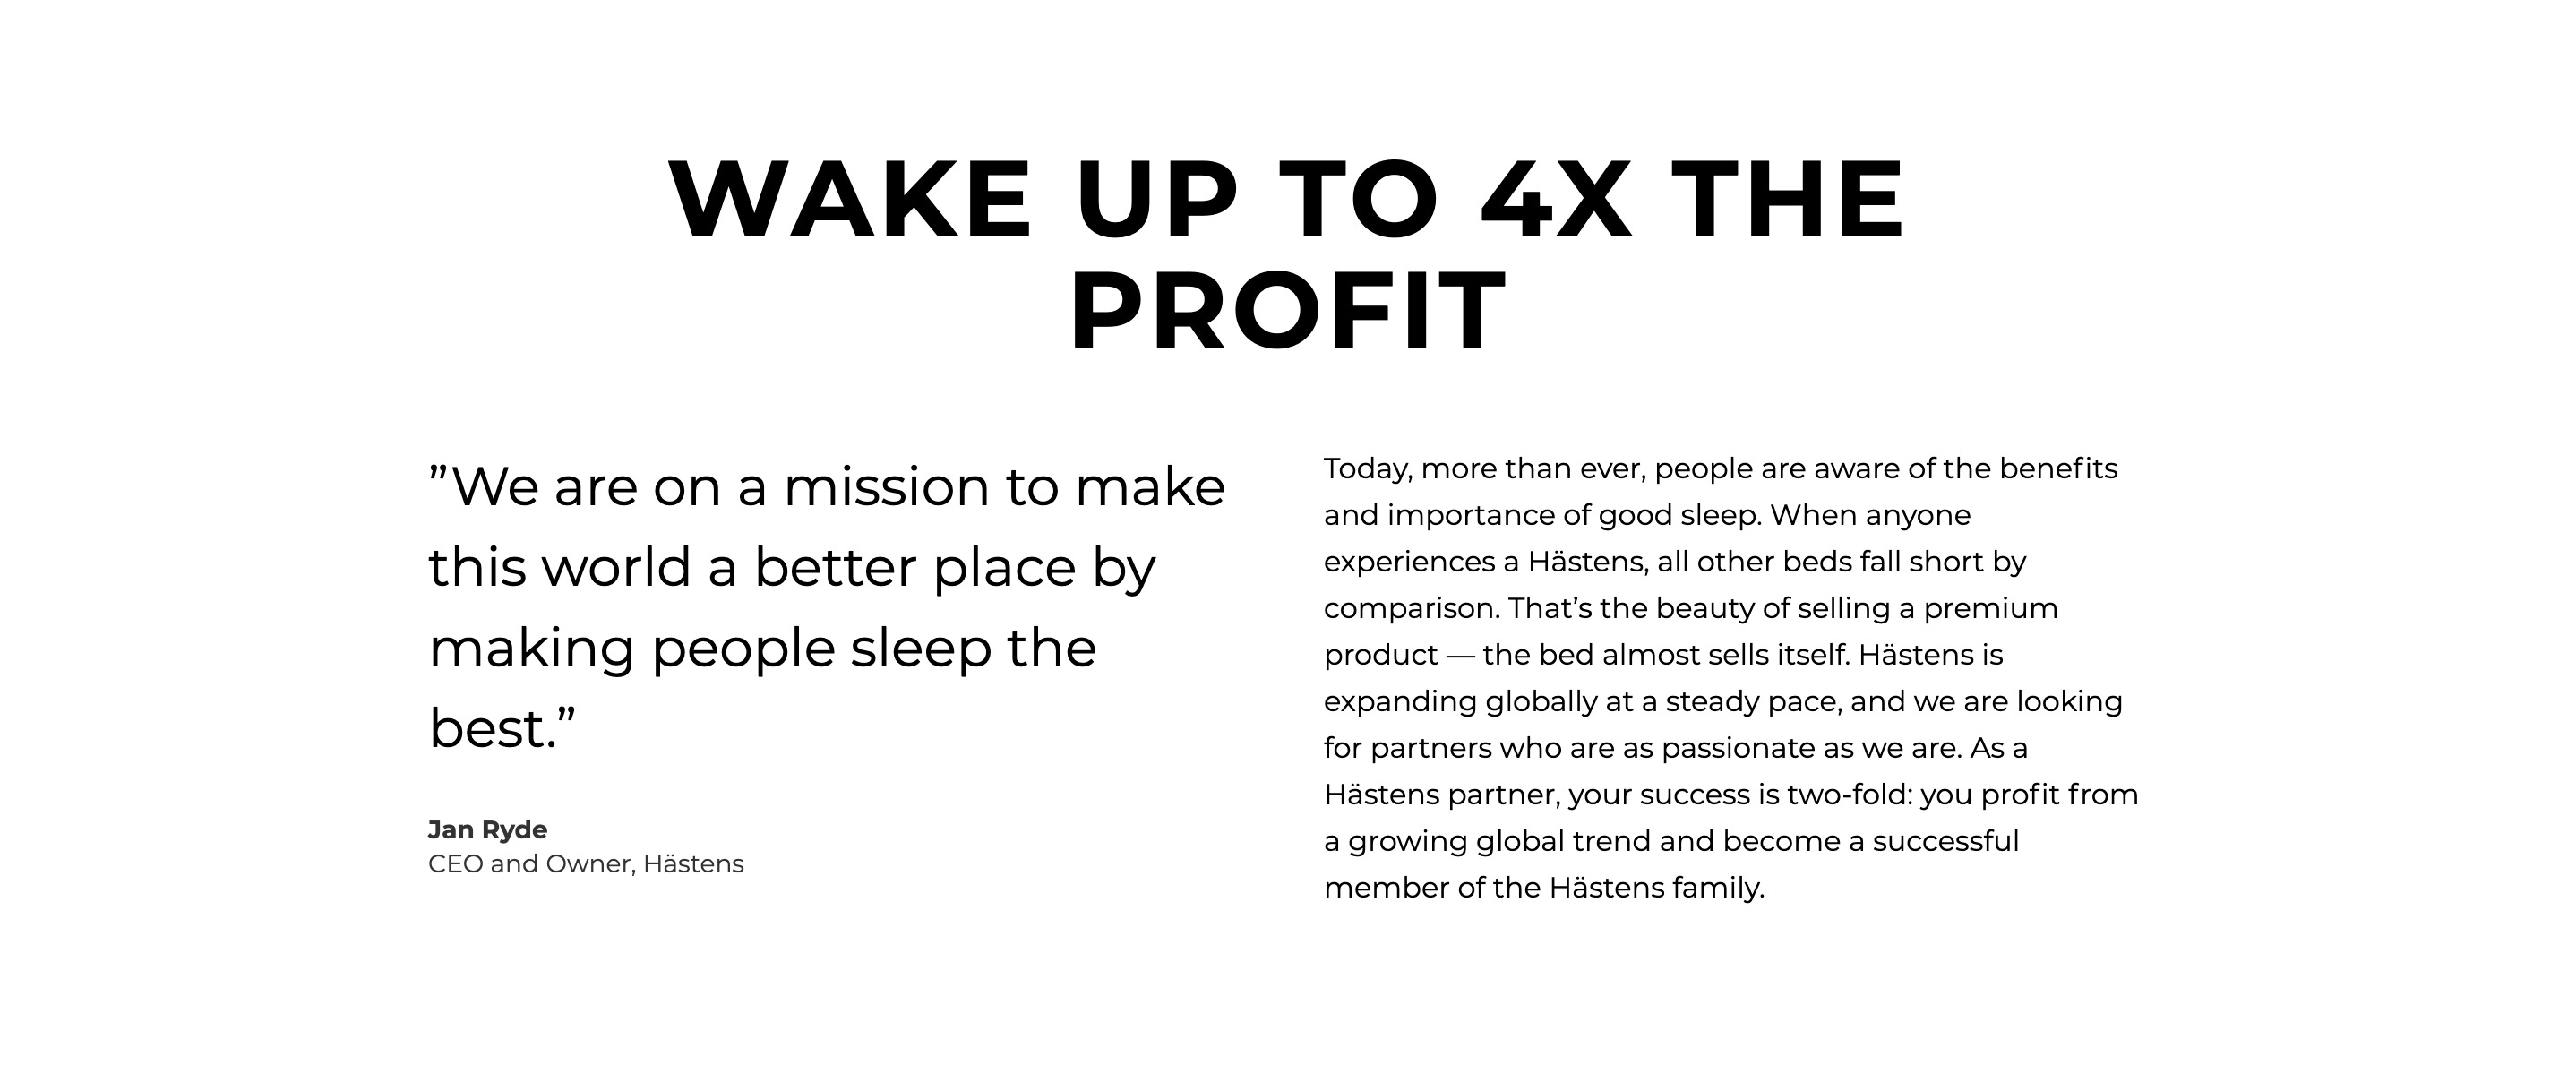 WAKE UP TO 4X THE
PROFIT
”We are on a mission to make
this world a better place by
making people sleep the
best.”
Jan Ryde
CEO and Owner, Hästens
Today, more than ever, people are aware of the benefits
and importance of good sleep. When anyone
experiences a Hästens, all other beds fall short by
comparison. That’s the beauty of selling a premium
product — the bed almost sells itself. Hästens is
expanding globally at a steady pace, and we are looking
for partners who are as passionate as we are. As a
Hästens partner, your success is two-fold: you profit from
a growing global trend and become a successful
member of the Hästens family.